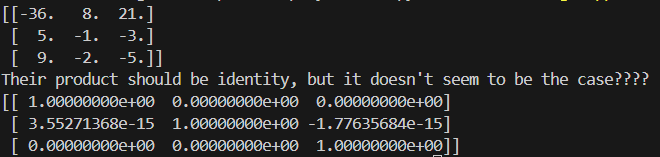 [[-36.   8.  21.]
 [  5.  -1.  -3.]
 [  9.  -2.  -5.]]
Their product should be identity, but it doesn't seem to be the case????
[[ 1.00000000e+00  0.00000000e+00  0.00000000e+00]
 [ 3.55271368e-15  1.00000000e+00 -1.77635684e-15]
 [ 0.00000000e+00  0.00000000e+00  1.00000000e+00]]